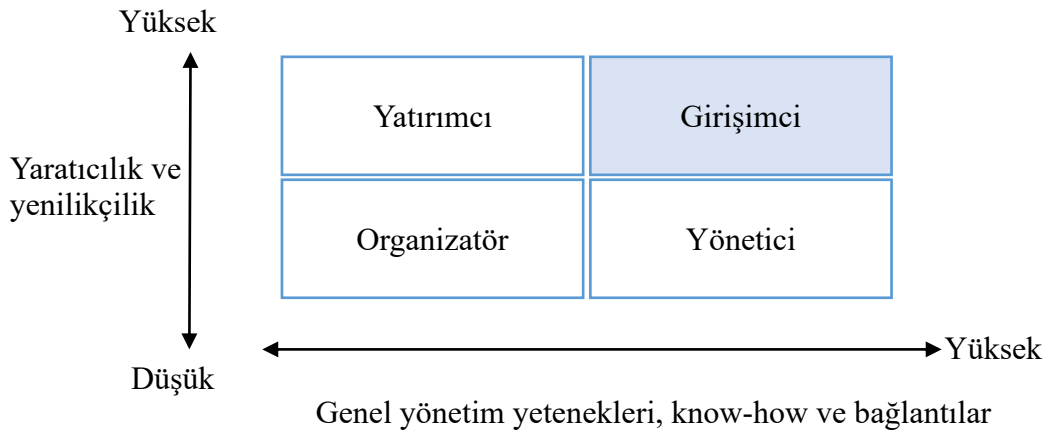 Yüksek
Yatırımcı
Girişimci
Yaratıcılık ve
yenilikçilik
Organizatör
Yönetici
Düşük
Yüksek
Genel yönetim yetenekleri, know-how ve bağlantılar